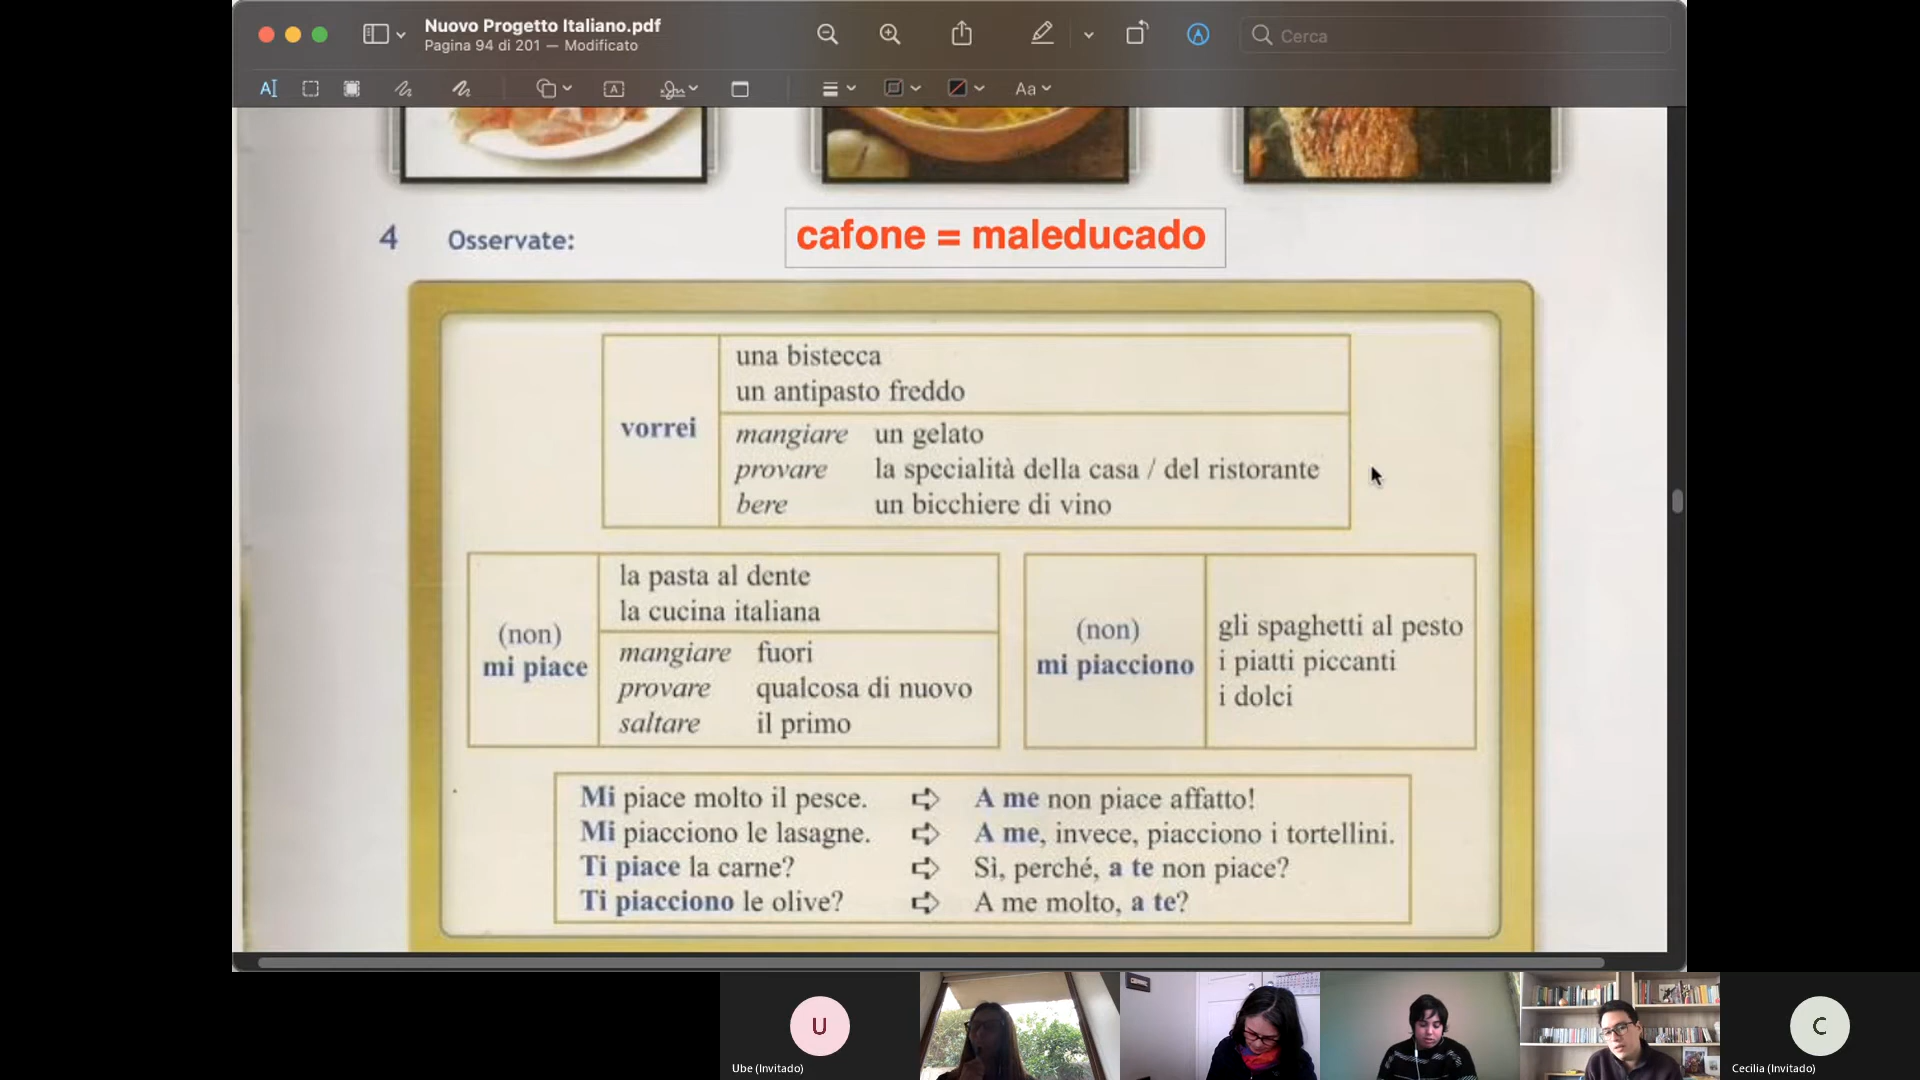 Nuovo Progetto Italiano.pdf
Pagina 94 di 201 — Modificato
Cerca
A
Aa
4 Osservate:
cafone = maleducado
vorrei
una bistecca
un antipasto freddo
mangiare un gelato
provare la specialità della casa / del ristorante
bere un bicchiere di vino
(non)
mi piace
la pasta al dente
la cucina italiana
mangiare fuori
provare qualcosa di nuovo
saltare il primo
(non)
mi piacciono
gli spaghetti al pesto
i piatti piccanti
i dolci
Mi piace molto il pesce. ⇨ A me non piace affatto!
Mi piacciono le lasagne. ⇨ A me, invece, piacciono i tortellini.
Ti piace la carne? ⇨ Sì, perché, a te non piace?
Ti piacciono le olive? ⇨ A me molto, a te?
U
Ube (Invitado)
C
Cecilia (Invitado)